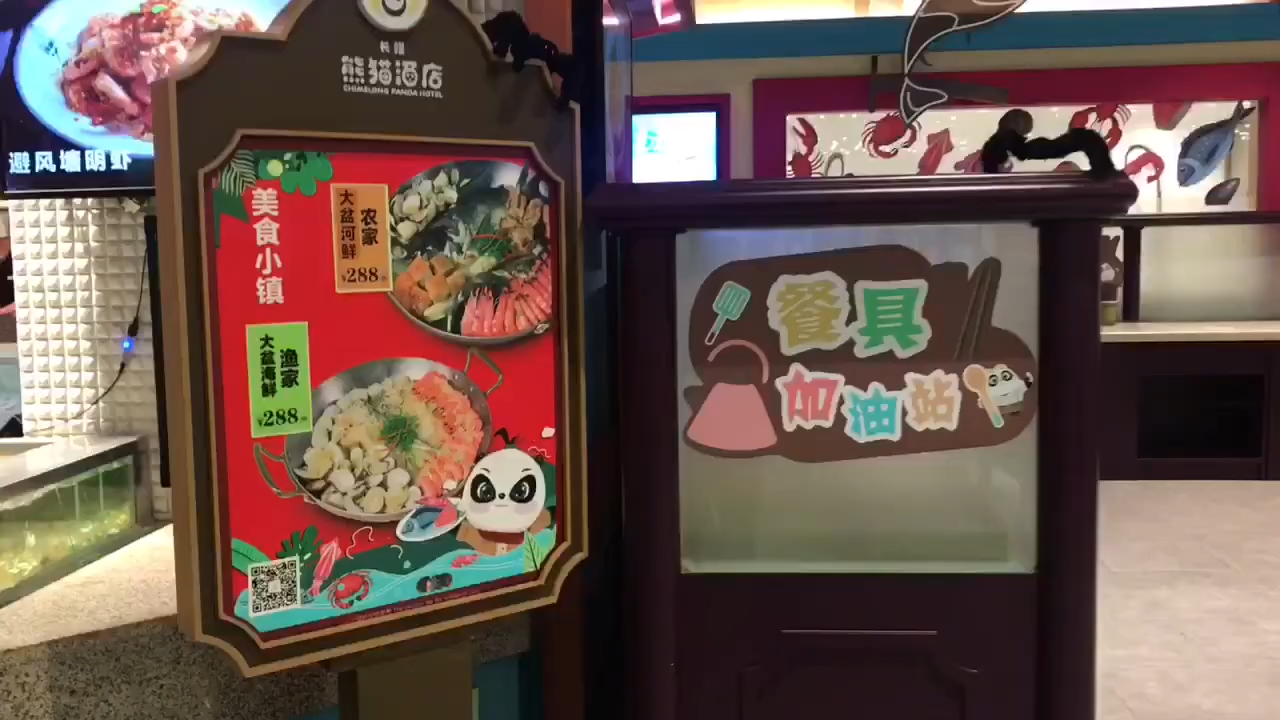 避风塘明虾
长隆
熊猫酒店
CHIMELONG PANDA HOTEL
美食小镇
农家
大盆河鲜
¥288
渔家
大盆海鲜
¥288
餐具
加油站